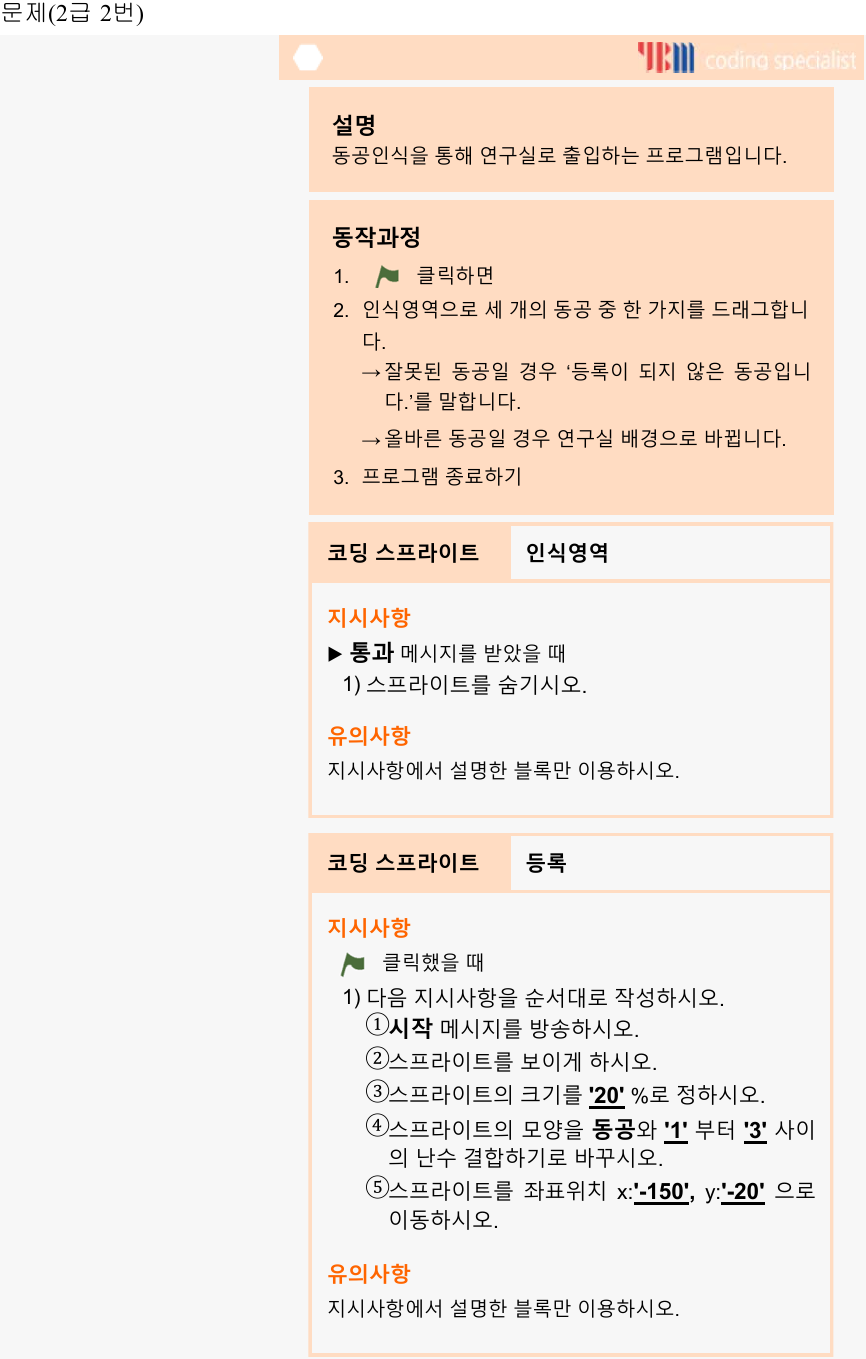 문제(2급 2번)
YBM coding specialist
설명
동공인식을 통해 연구실로 출입하는 프로그램입니다.
동작과정
1. 클릭하면
2. 인식영역으로 세 개의 동공 중 한 가지를 드래그합니
다.
→잘못된 동공일 경우 ‘등록이 되지 않은 동공입니
다.’를 말합니다.
→올바른 동공일 경우 연구실 배경으로 바뀝니다.
3. 프로그램 종료하기
코딩 스프라이트 인식영역
지시사항
▶ 통과 메시지를 받았을 때
1) 스프라이트를 숨기시오.
유의사항
지시사항에서 설명한 블록만 이용하시오.
코딩 스프라이트 등록
지시사항
클릭했을 때
1) 다음 지시사항을 순서대로 작성하시오.
①시작 메시지를 방송하시오.
②스프라이트를 보이게 하시오.
③스프라이트의 크기를 '20' %로 정하시오.
④스프라이트의 모양을 동공와 '1' 부터 '3' 사이
의 난수 결합하기로 바꾸시오.
⑤스프라이트를 좌표위치 x:'-150', y:'-20' 으로
이동하시오.
유의사항
지시사항에서 설명한 블록만 이용하시오.